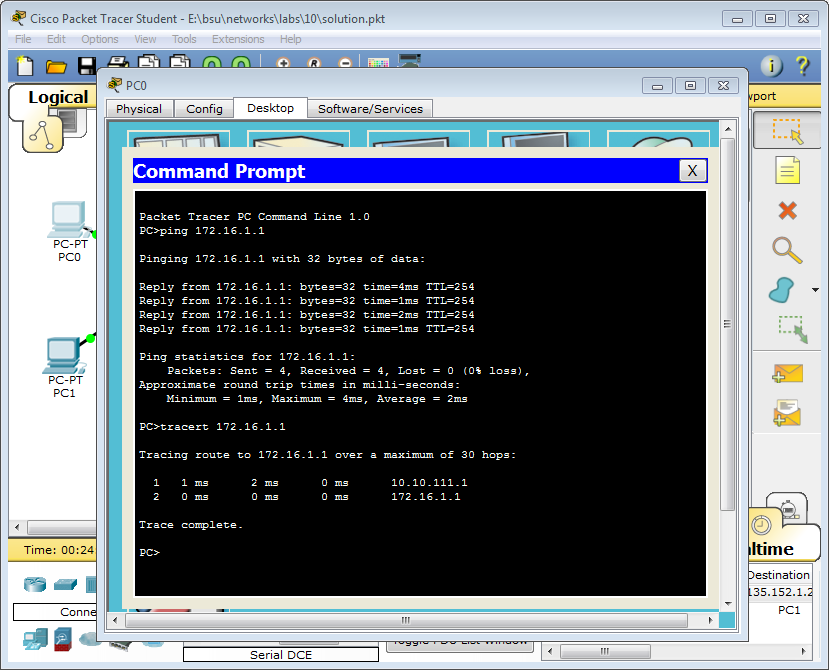 Cisco Packet Tracer Student - E:\bsu\networks\labs\10\solution.pkt
File Edit Options View Tools Extensions Help
Logical
PC0
Physical Config Desktop Software/Services
Command Prompt X
Packet Tracer PC Command Line 1.0
PC>ping 172.16.1.1
Pinging 172.16.1.1 with 32 bytes of data:
Reply from 172.16.1.1: bytes=32 time=4ms TTL=254
Reply from 172.16.1.1: bytes=32 time=1ms TTL=254
Reply from 172.16.1.1: bytes=32 time=2ms TTL=254
Reply from 172.16.1.1: bytes=32 time=1ms TTL=254
Ping statistics for 172.16.1.1:
Packets: Sent = 4, Received = 4, Lost = 0 (0% loss),
Approximate round trip times in milli-seconds:
Minimum = 1ms, Maximum = 4ms, Average = 2ms
PC>tracert 172.16.1.1
Tracing route to 172.16.1.1 over a maximum of 30 hops:
1 1 ms 2 ms 0 ms 10.10.111.1
2 0 ms 0 ms 0 ms 172.16.1.1
Trace complete.
PC>
PC-PT
PC0
PC-PT
PC1
wport
Time: 00:24
altime
Conne
Serial DCE
Toggle PDU List Window
Destination
135.152.1.2
PC1